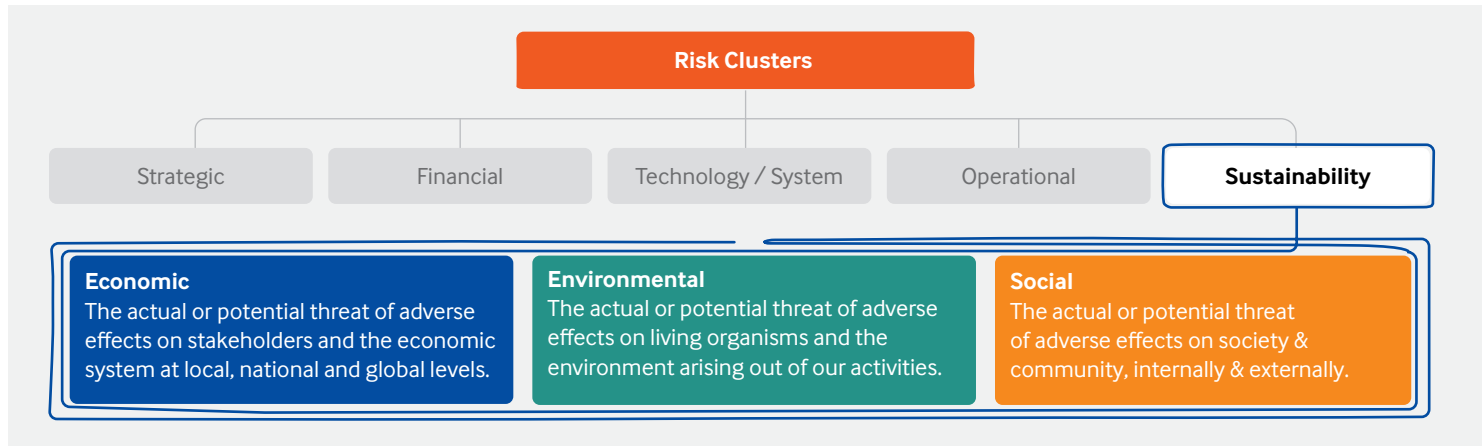 Risk Clusters
Strategic
Financial
Technology / System
Operational
Sustainability
Economic
The actual or potential threat of adverse
effects on stakeholders and the economic
system at local, national and global levels.
Environmental
The actual or potential threat of adverse
effects on living organisms and the
environment arising out of our activities.
Social
The actual or potential threat
of adverse effects on society &
community, internally & externally.